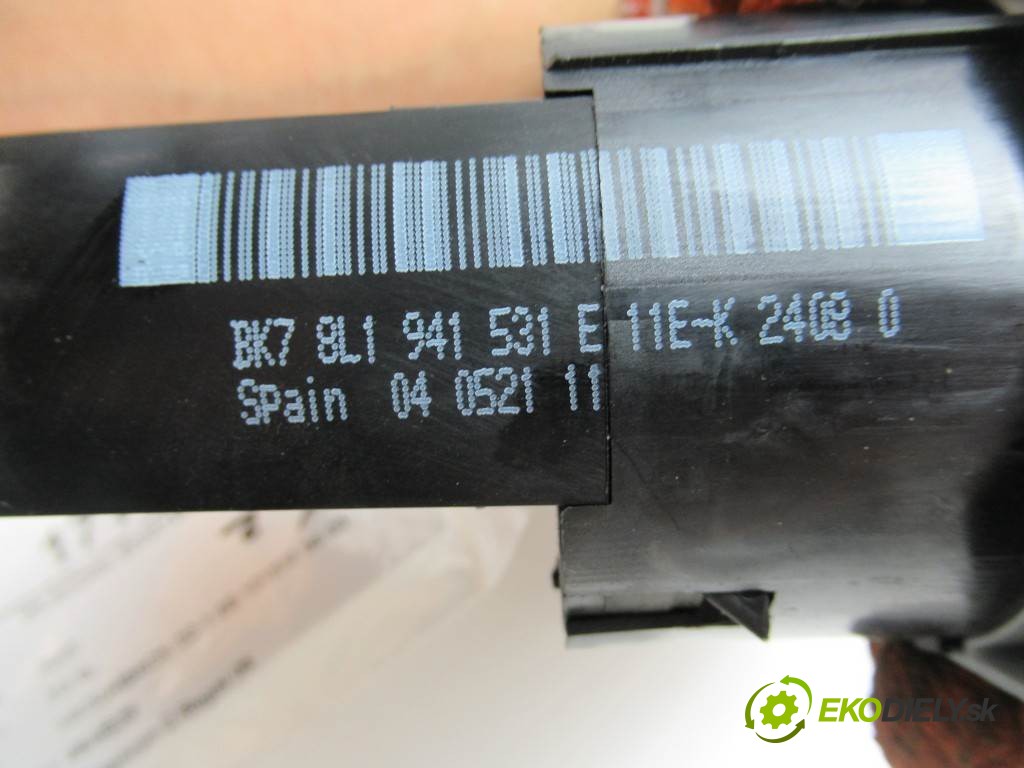 BK7 8L1 941 531 E 11E-K 2408 0
Spain 04 0521 11
EKODIELY.sk